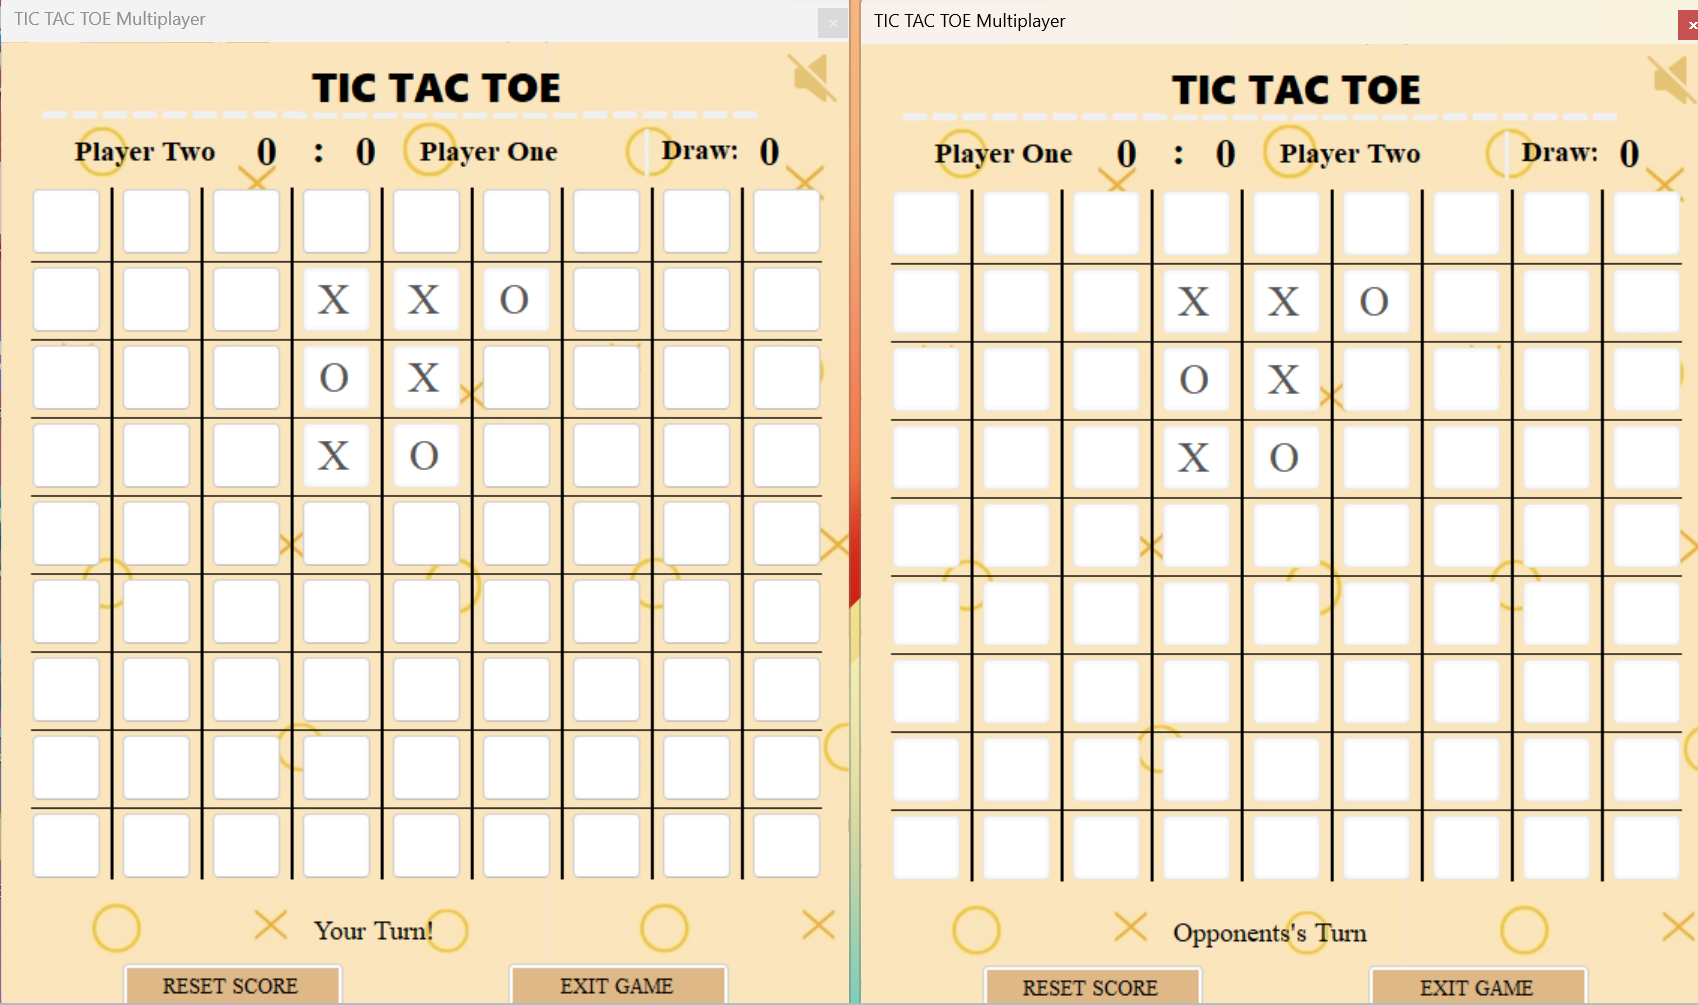 TIC TAC TOE Multiplayer
TIC TAC TOE
Player Two 0 : 0 Player One Draw: 0
X X O
O X
X O
Your Turn!
RESET SCORE EXIT GAME
TIC TAC TOE Multiplayer
TIC TAC TOE
Player One 0 : 0 Player Two Draw: 0
X X O
O X
X O
Opponents's Turn
RESET SCORE EXIT GAME